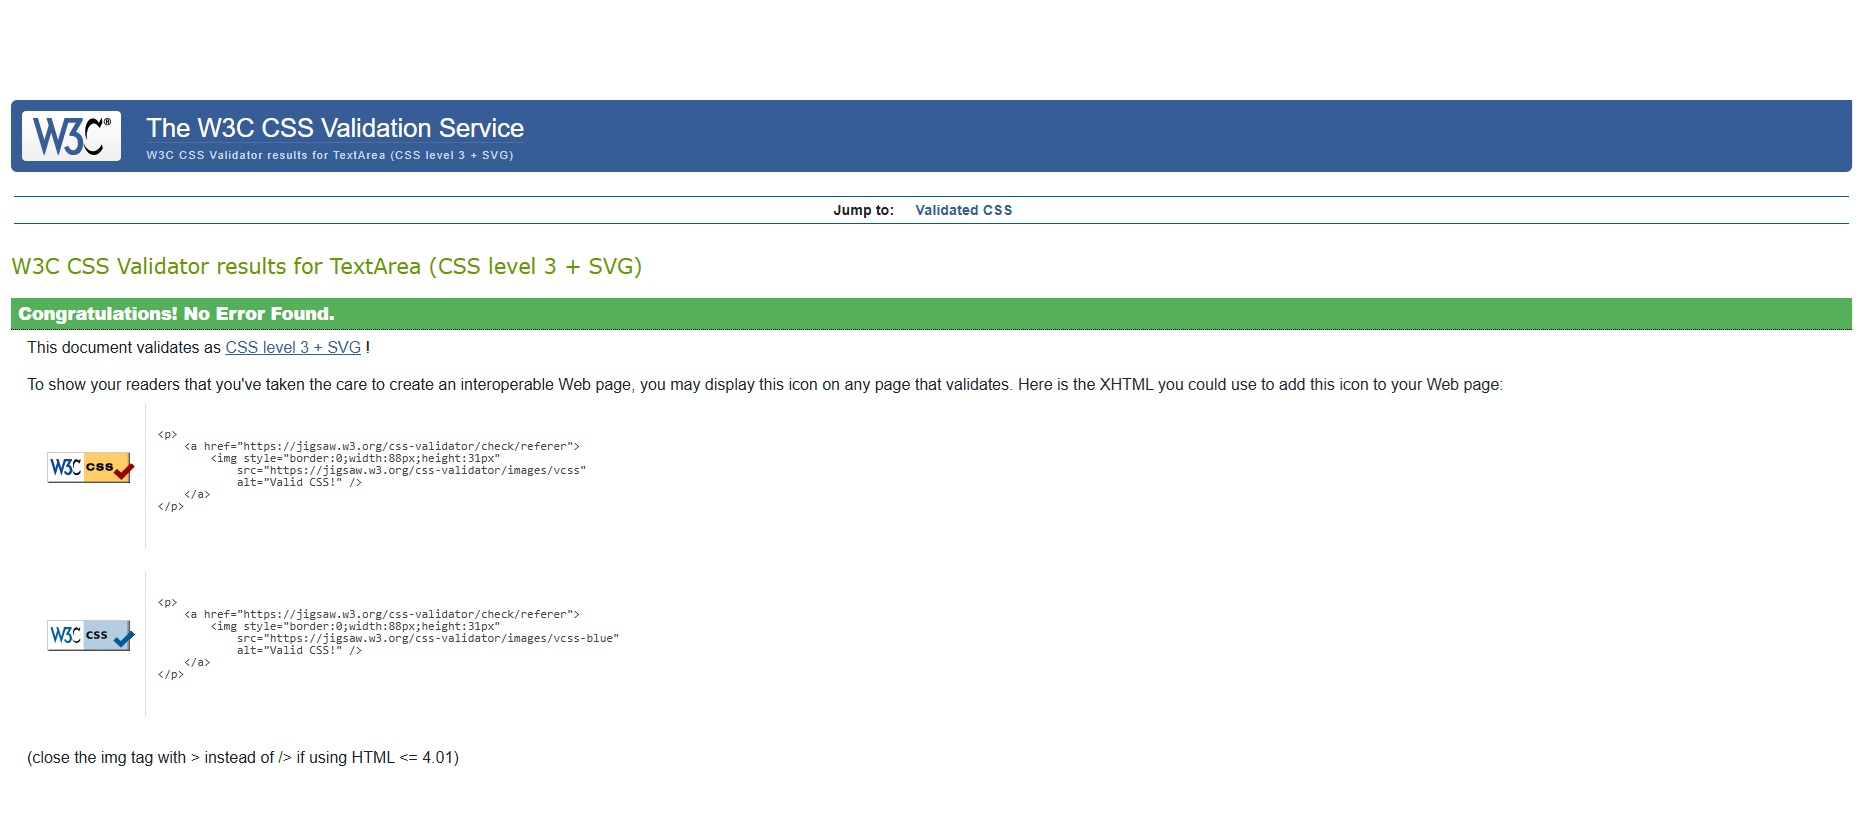 W3C®
The W3C CSS Validation Service
W3C CSS Validator results for TextArea (CSS level 3 + SVG)
Jump to: Validated CSS
W3C CSS Validator results for TextArea (CSS level 3 + SVG)
Congratulations! No Error Found.
This document validates as CSS level 3 + SVG !
To show your readers that you've taken the care to create an interoperable Web page, you may display this icon on any page that validates. Here is the XHTML you could use to add this icon to your Web page:
W3C css
<p>
    <a href="https://jigsaw.w3.org/css-validator/check/referer">
        <img style="border:0;width:88px;height:31px"
            src="https://jigsaw.w3.org/css-validator/images/vcss"
            alt="Valid CSS!" />
    </a>
</p>
W3C css
<p>
    <a href="https://jigsaw.w3.org/css-validator/check/referer">
        <img style="border:0;width:88px;height:31px"
            src="https://jigsaw.w3.org/css-validator/images/vcss-blue"
            alt="Valid CSS!" />
    </a>
</p>
(close the img tag with > instead of /> if using HTML <= 4.01)